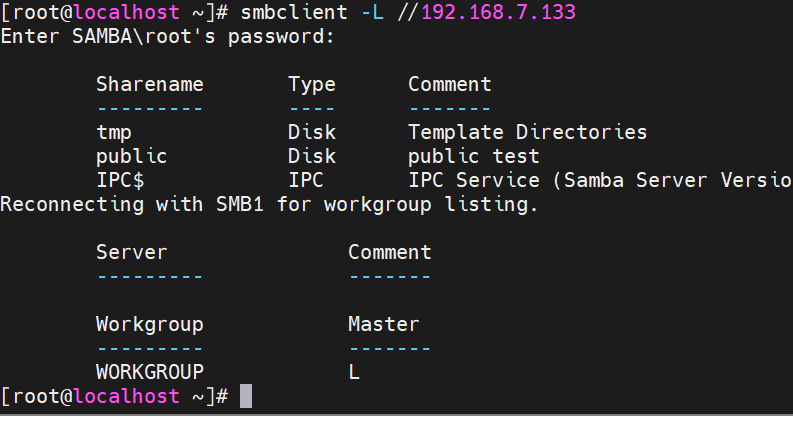 [root@localhost ~]# smbclient -L //192.168.7.133
Enter SAMBA\root's password:
Sharename Type Comment
--------- ---- -------
tmp Disk Template Directories
public Disk public test
IPC$ IPC IPC Service (Samba Server Versio
Reconnecting with SMB1 for workgroup listing.
Server Comment
--------- -------
Workgroup Master
--------- -------
WORKGROUP L
[root@localhost ~]#